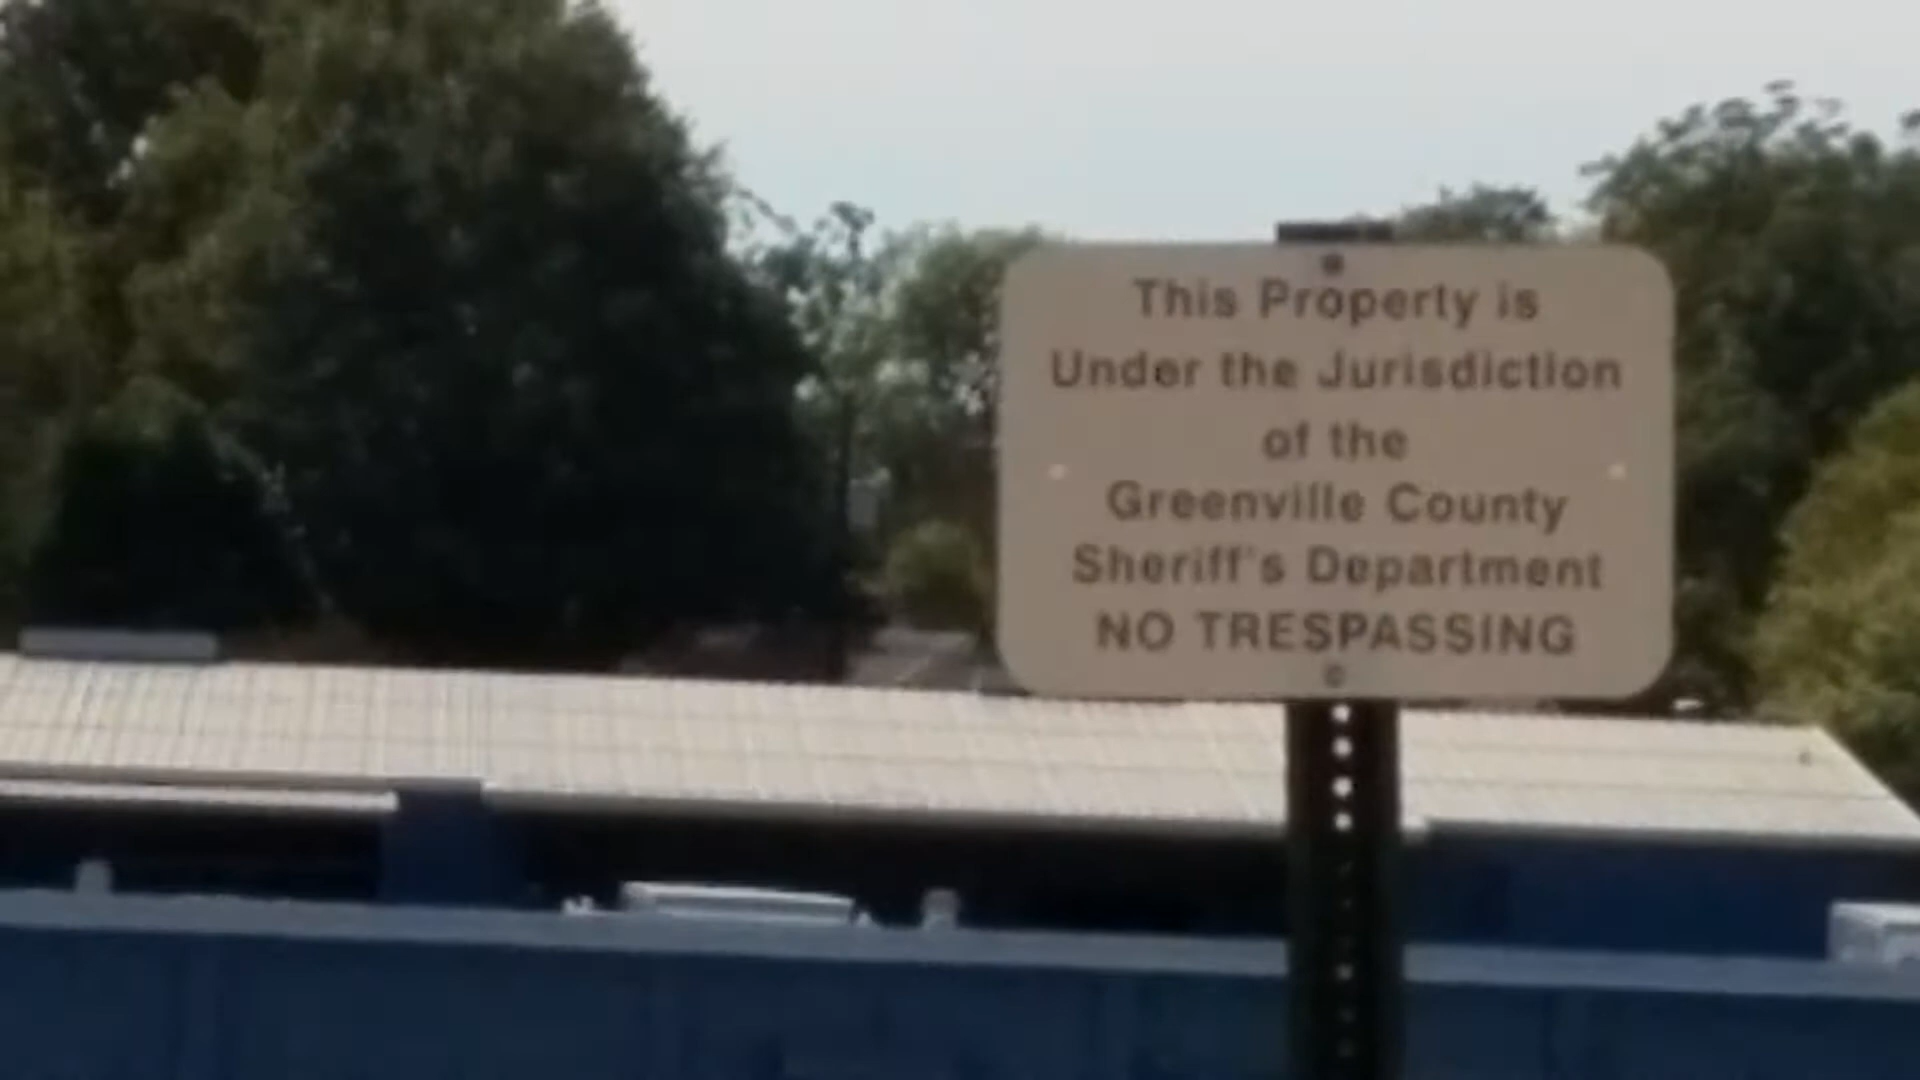 This Property is
Under the Jurisdiction
of the
Greenville County
Sheriff's Department
NO TRESPASSING